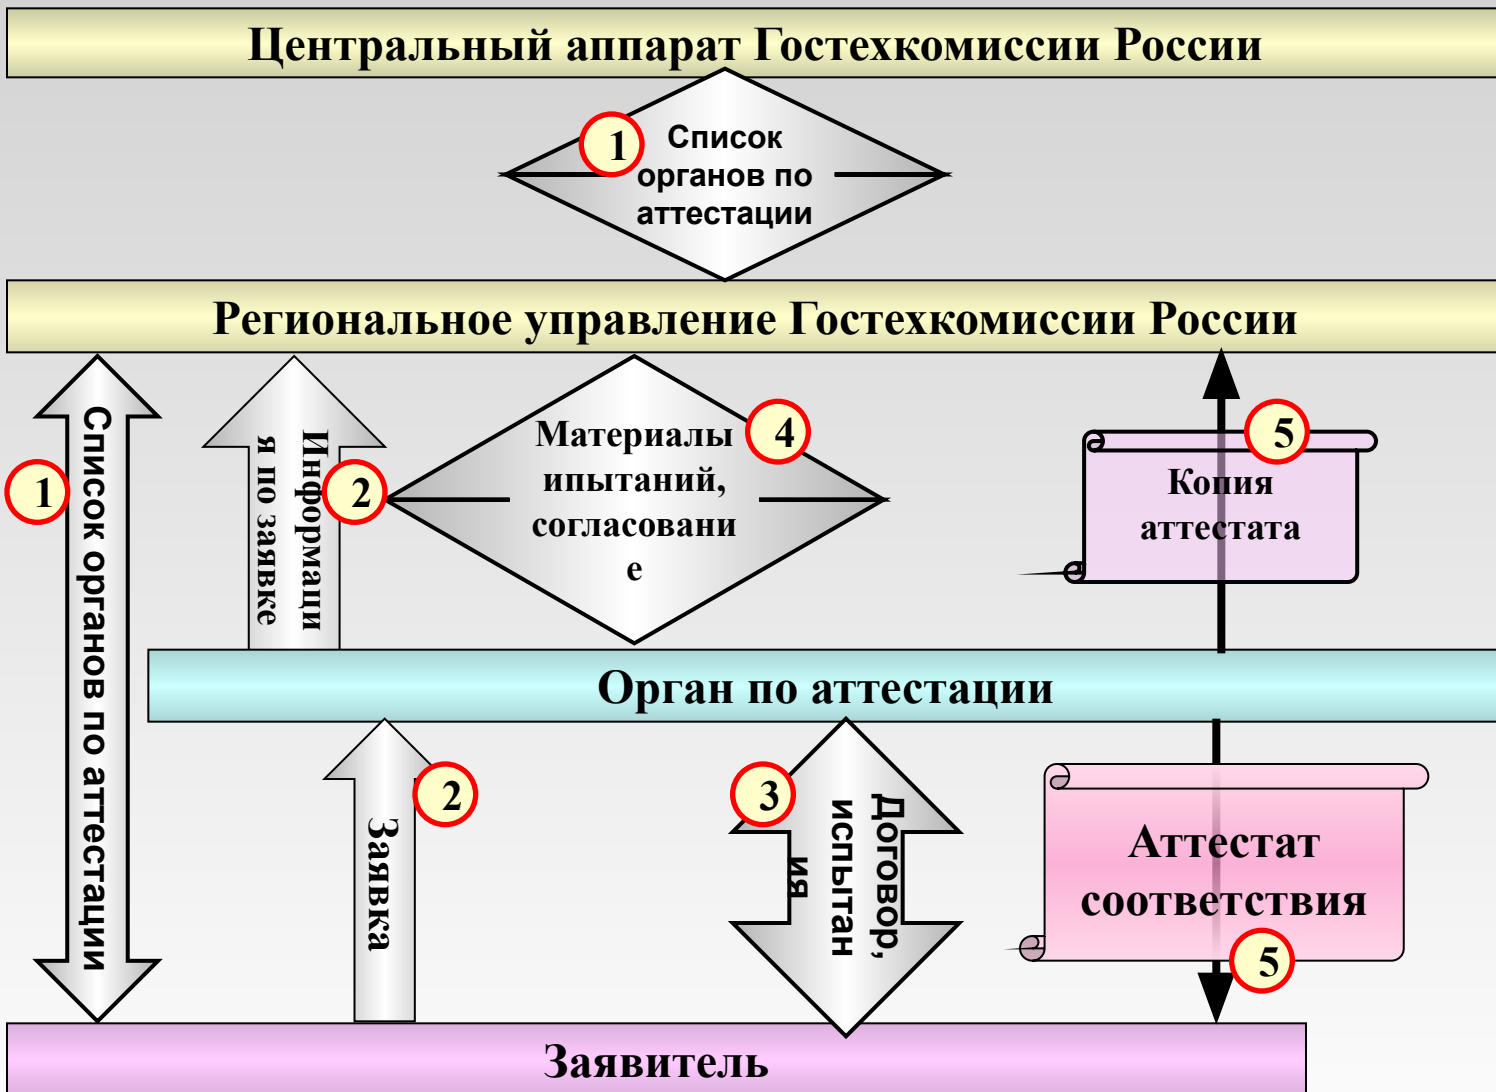 Центральный аппарат Гостехкомиссии России
1
Список
органов по
аттестации
Региональное управление Гостехкомиссии России
1
Список органов по аттестации
Информаци
я по заявке
2
Материалы
ипытаний,
согласовани
е
4
5
Копия
аттестата
Орган по аттестации
Заявка
2
3
Договор,
испытан
ия
Аттестат
соответствия
5
Заявитель